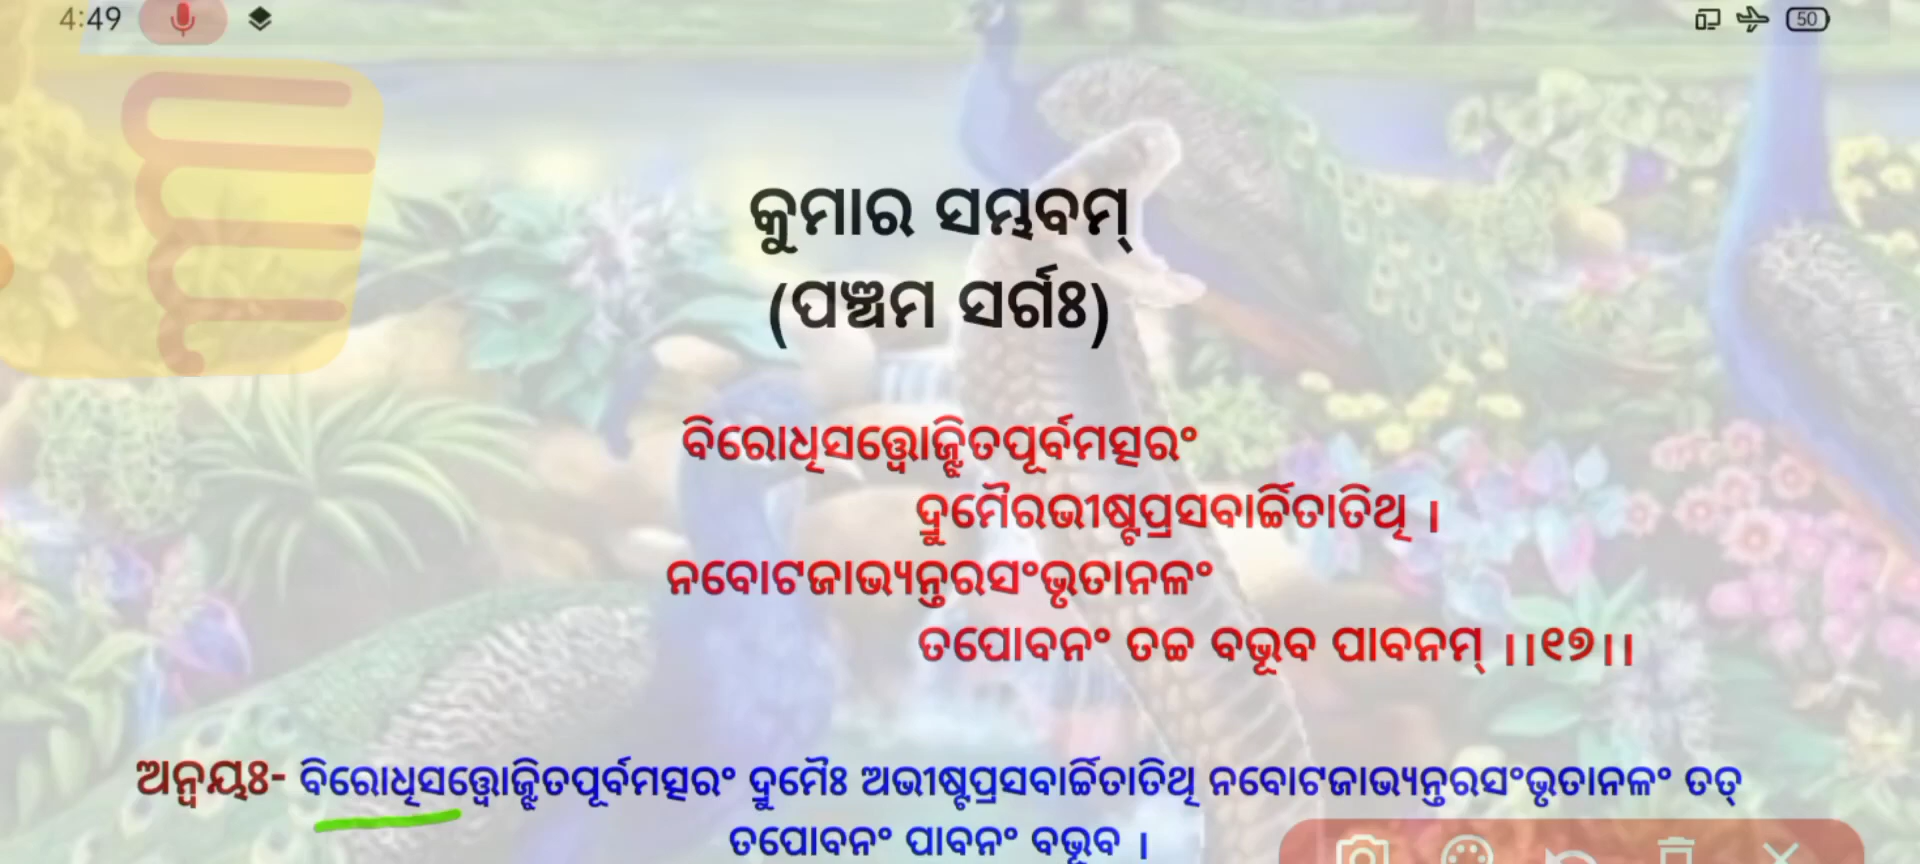 4:49
50
କୁମାର ସମ୍ଭବମ୍
(ପଞ୍ଚମ ସର୍ଗଃ)
ବିରୋଧିସତ୍ତ୍ୱୋଜ୍ଝିତପୂର୍ବମତ୍ସରଂ
ଦ୍ରୁମୈରଭୀଷ୍ଟପ୍ରସବାର୍ଚ୍ଚିତାତିଥି ।
ନବୋଟଜାଭ୍ୟନ୍ତରସଂଭୃତାନଳଂ
ତପୋବନଂ ତଚ୍ଚ ବଭୂବ ପାବନମ୍ ।।୧୭।।
ଅନ୍ୱୟଃ- ବିରୋଧିସତ୍ତ୍ୱୋଜ୍ଝିତପୂର୍ବମତ୍ସରଂ ଦ୍ରୁମୈଃ ଅଭୀଷ୍ଟପ୍ରସବାର୍ଚ୍ଚିତାତିଥି ନବୋଟଜାଭ୍ୟନ୍ତରସଂଭୃତାନଳଂ ତତ୍
ତପୋବନଂ ପାବନଂ ବଭୂବ ।